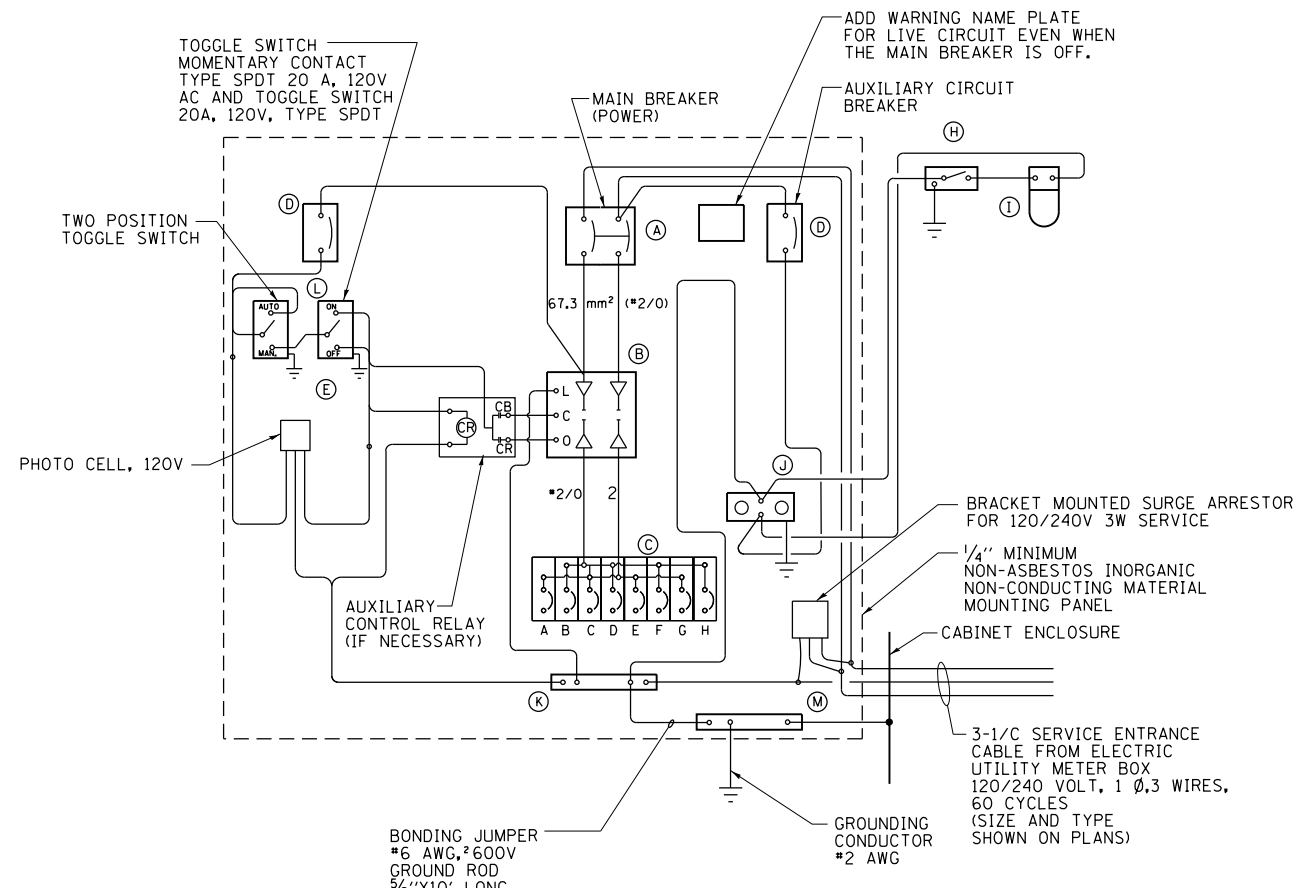 ADD WARNING NAME PLATE
FOR LIVE CIRCUIT EVEN WHEN
THE MAIN BREAKER IS OFF.
TOGGLE SWITCH
MOMENTARY CONTACT
TYPE SPDT 20 A, 120V
AC AND TOGGLE SWITCH
20A, 120V, TYPE SPDT
MAIN BREAKER
(POWER)
AUXILIARY CIRCUIT
BREAKER
H
D
TWO POSITION
TOGGLE SWITCH
A
D
I
L
AUTO
MAN.
ON
OFF
E
67.3 mm² (#2/0)
B
L
C
O
CB
CR
CR
PHOTO CELL, 120V
#2/0
2
J
BRACKET MOUNTED SURGE ARRESTOR
FOR 120/240V 3W SERVICE
1/4" MINIMUM
NON-ASBESTOS INORGANIC
NON-CONDUCTING MATERIAL
MOUNTING PANEL
C
A B C D E F G H
AUXILIARY
CONTROL RELAY
(IF NECESSARY)
CABINET ENCLOSURE
K
M
3-1/C SERVICE ENTRANCE
CABLE FROM ELECTRIC
UTILITY METER BOX
120/240 VOLT, 1 Ø,3 WIRES,
60 CYCLES
(SIZE AND TYPE
SHOWN ON PLANS)
GROUNDING
CONDUCTOR
#2 AWG
BONDING JUMPER
#6 AWG,²600V
GROUND ROD
X10' LONG